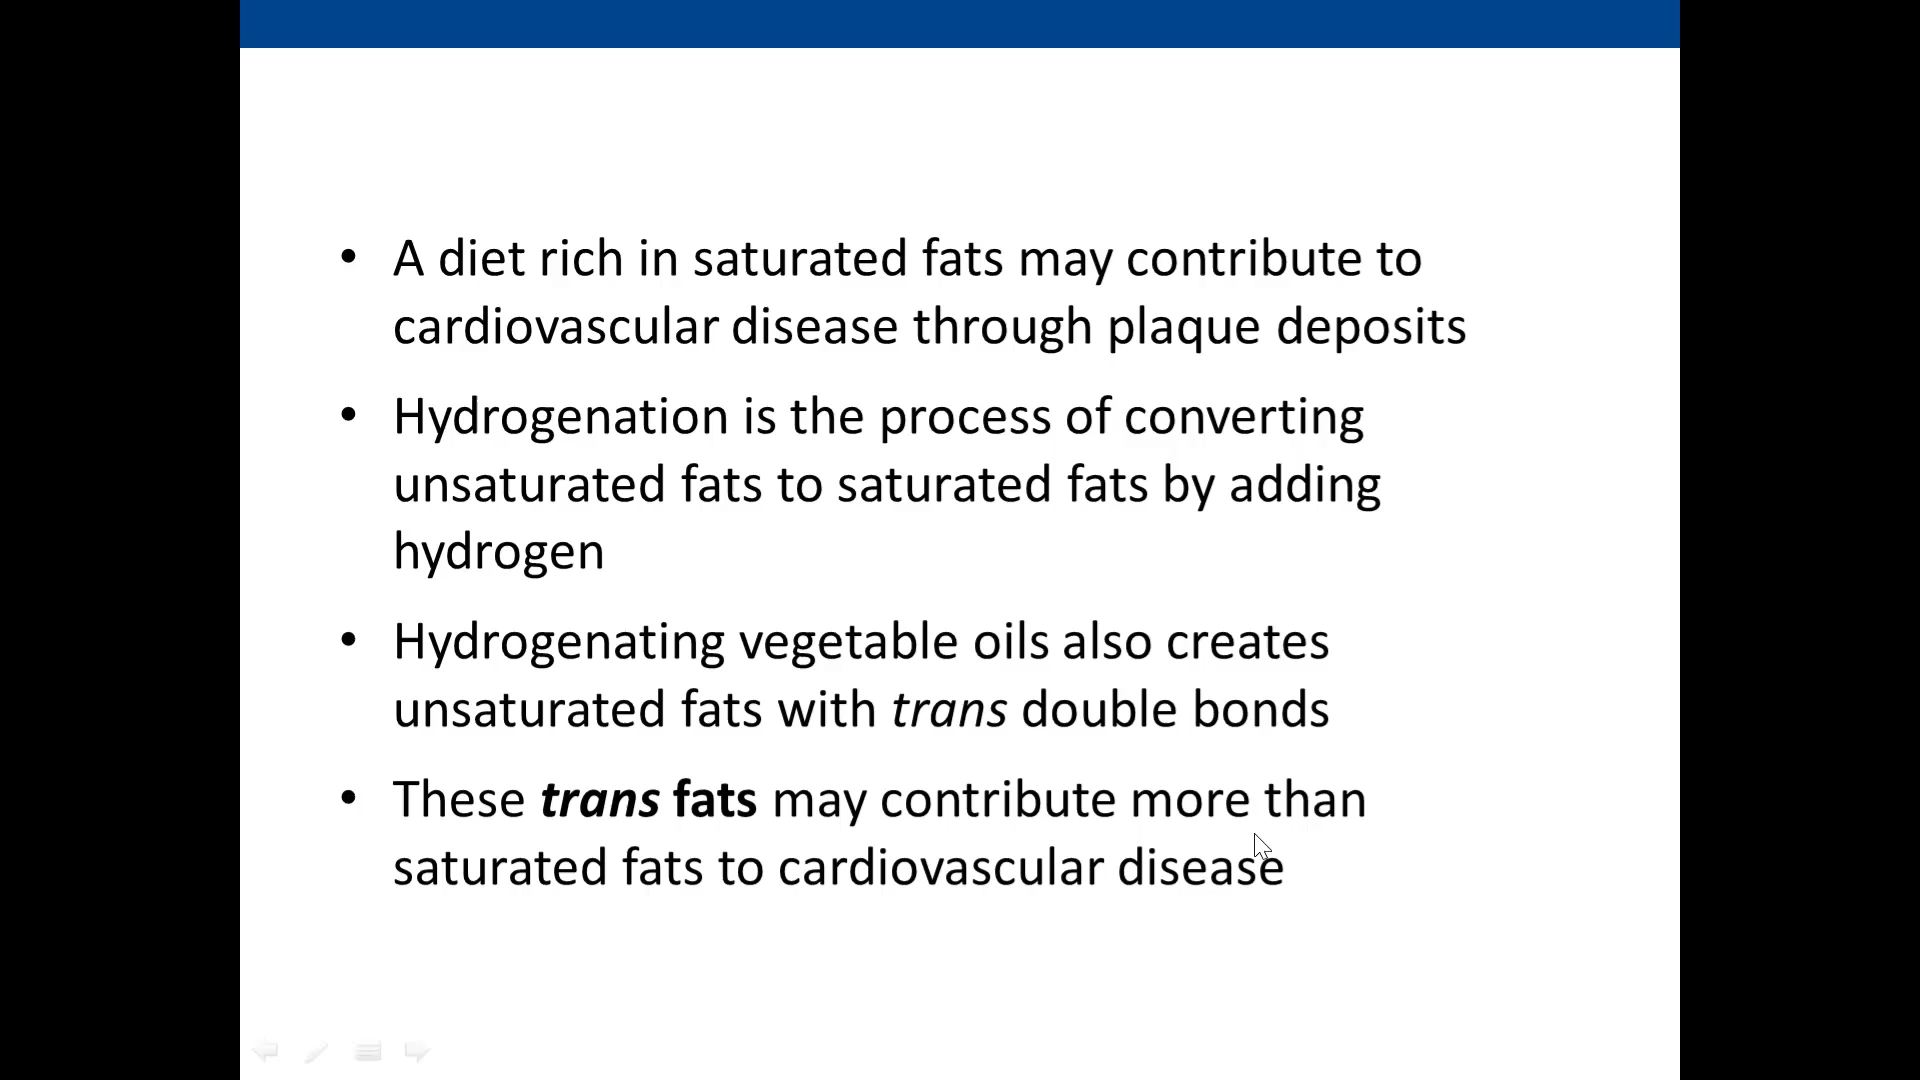 • A diet rich in saturated fats may contribute to
cardiovascular disease through plaque deposits
• Hydrogenation is the process of converting
unsaturated fats to saturated fats by adding
hydrogen
• Hydrogenating vegetable oils also creates
unsaturated fats with trans double bonds
• These trans fats may contribute more than
saturated fats to cardiovascular disease